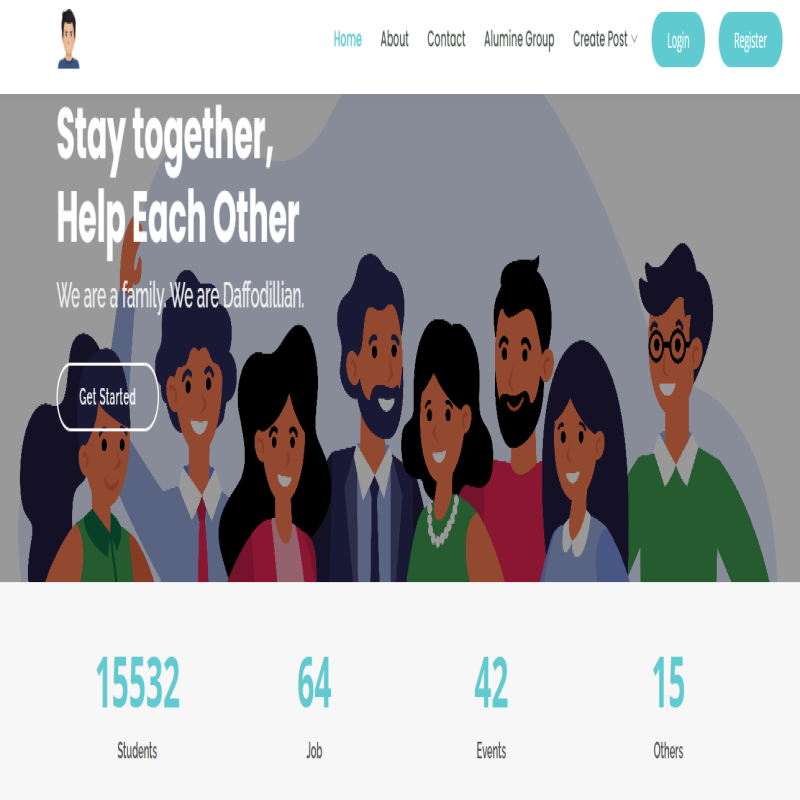 Home About Contact Alumine Group Create Post Login Register
Stay together,
Help Each Other
We are a family. We are Daffodillian.
Get Started
15532 64 42 15
Students Job Events Others